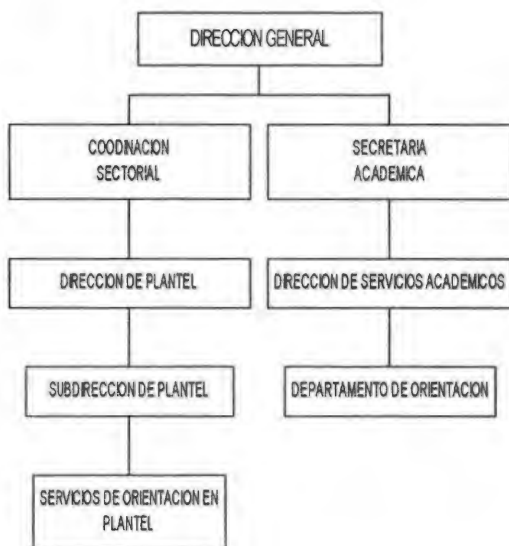 DIRECCION GENERAL
COODINACION
SECTORIAL
SECRETARIA
ACADEMICA
DIRECCION DE PLANTEL
DIRECCION DE SERVICIOS ACADEMICOS
SUBDIRECCION DE PLANTEL
DEPARTAMENTO DE ORIENTACION
SERVICIOS DE ORIENTACION EN
PLANTEL